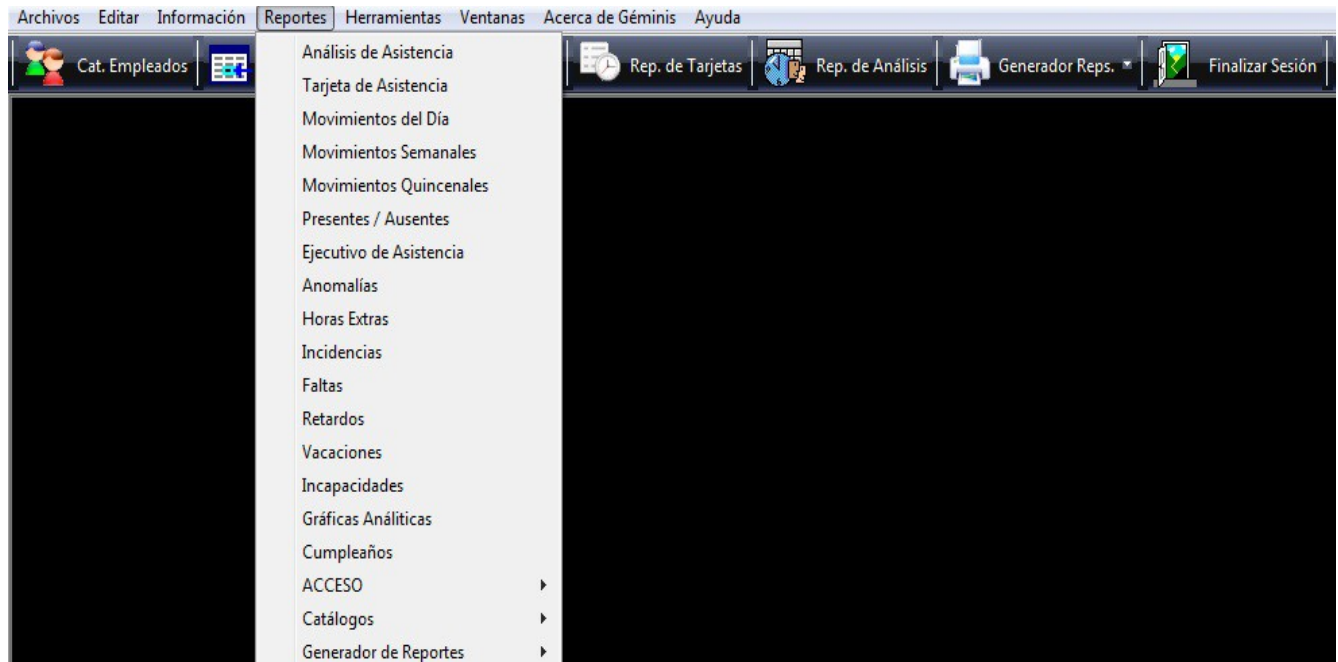 Archivos Editar Información Reportes Herramientas Ventanas Acerca de Géminis Ayuda
Cat. Empleados Rep. de Tarjetas Rep. de Análisis Generador Reps. Finalizar Sesión
Análisis de Asistencia
Tarjeta de Asistencia
Movimientos del Día
Movimientos Semanales
Movimientos Quincenales
Presentes / Ausentes
Ejecutivo de Asistencia
Anomalías
Horas Extras
Incidencias
Faltas
Retardos
Vacaciones
Incapacidades
Gráficas Análiticas
Cumpleaños
ACCESO
Catálogos
Generador de Reportes